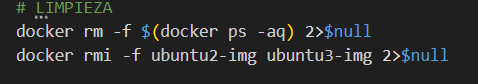 # LIMPIEZA
docker rm -f $(docker ps -aq) 2>$null
docker rmi -f ubuntu2-img ubuntu3-img 2>$null